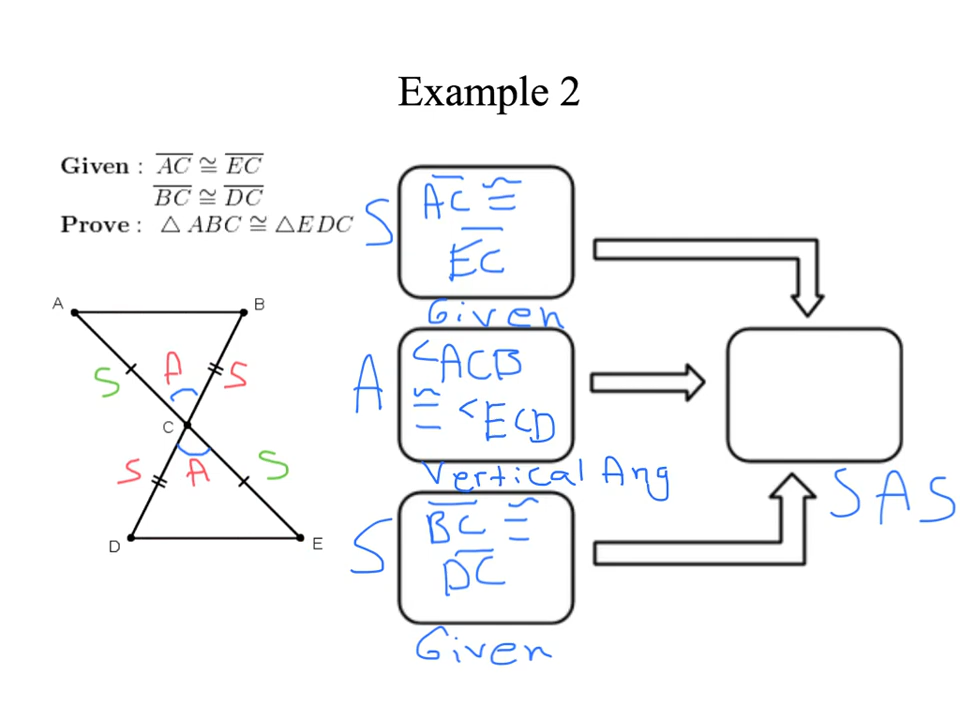 Example 2
Given : AC ≅ EC
BC ≅ DC
Prove : △ ABC ≅ △EDC
S
AC ≅
EC
Given
A
<ACB
≅ <ECD
Vertical Ang
S
BC ≅
DC
Given
SAS
A
B
S
A
S
C
S
A
S
D
E